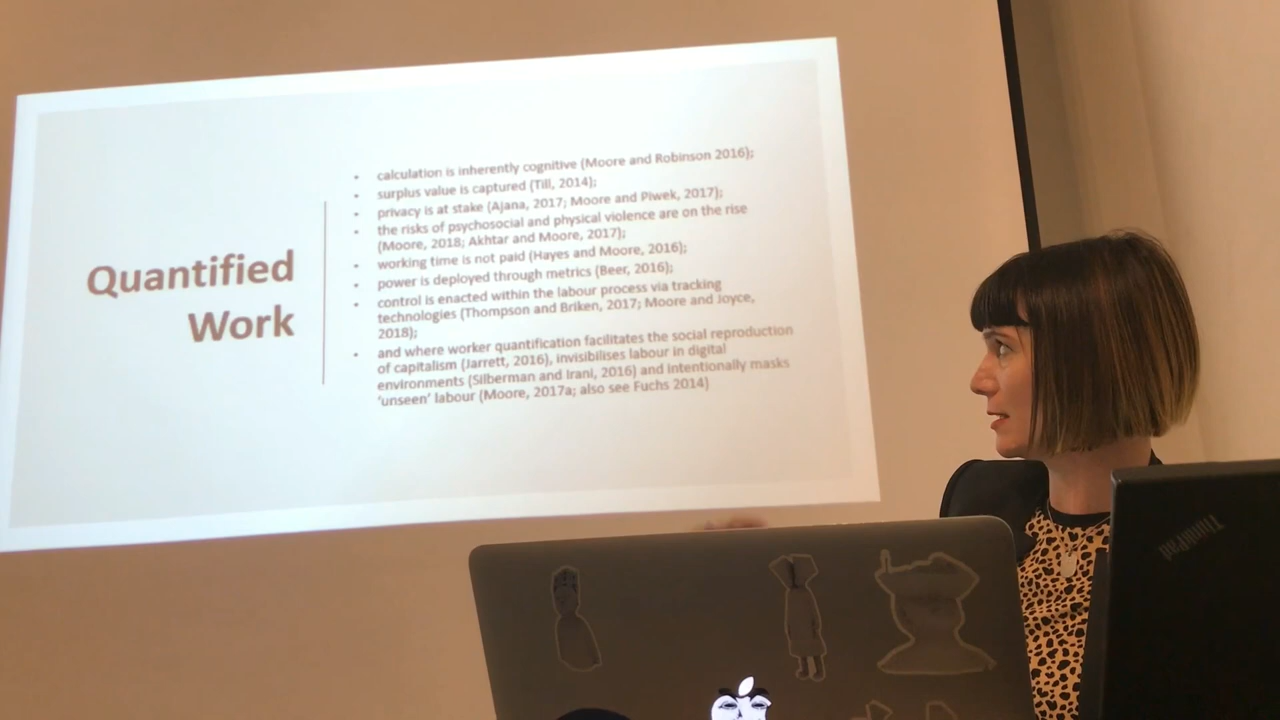 Quantified
Work
• calculation is inherently cognitive (Moore and Robinson 2016);
• surplus value is captured (Till, 2014);
• privacy is at stake (Ajana, 2017; Moore and Piwek, 2017);
• the risks of psychosocial and physical violence are on the rise
(Moore, 2018; Akhtar and Moore, 2017);
• working time is not paid (Hayes and Moore, 2016);
• power is deployed through metrics (Beer, 2016);
• control is enacted within the labour process via tracking
technologies (Thompson and Briken, 2017; Moore and Joyce,
2018);
• and where worker quantification facilitates the social reproduction
of capitalism (Jarrett, 2016), invisibilises labour in digital
environments (Silberman and Irani, 2016) and intentionally masks
‘unseen’ labour (Moore, 2017a; also see Fuchs 2014)
ThinkPad